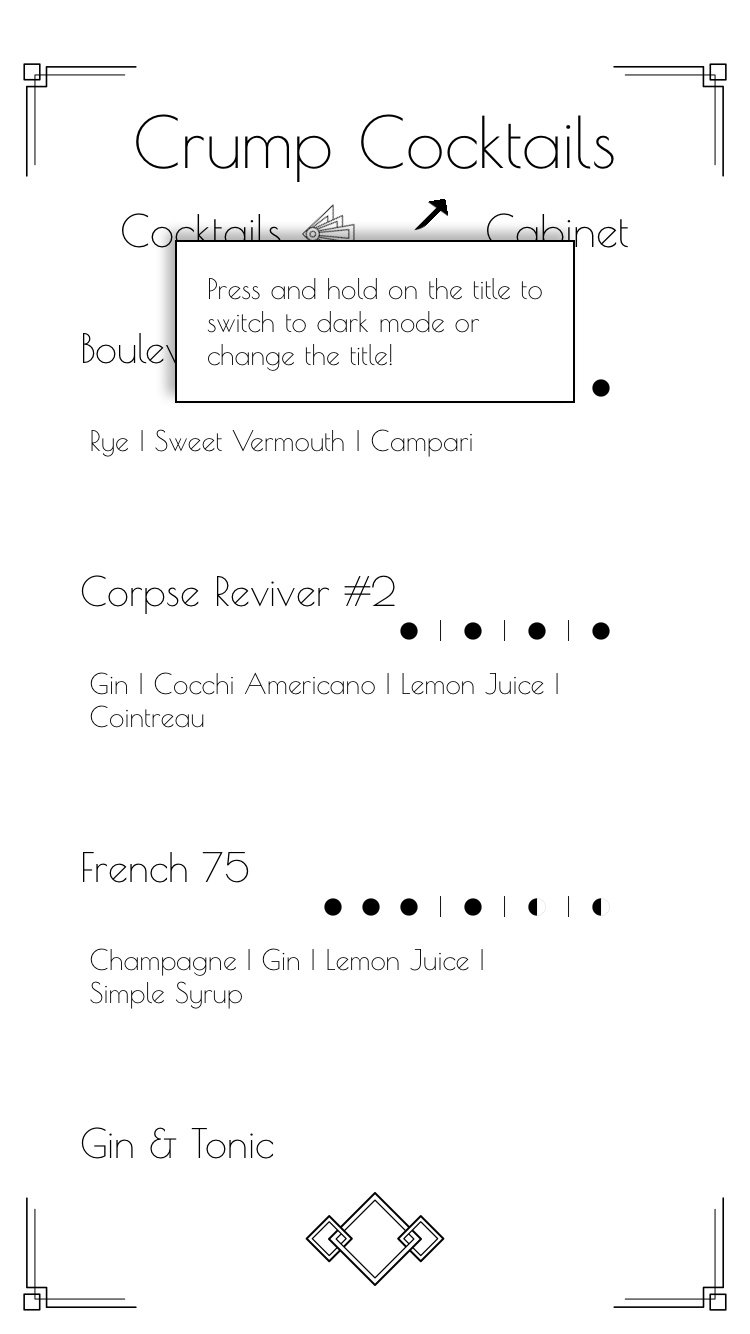 Crump Cocktails
Cocktails Cabinet
Press and hold on the title to
switch to dark mode or
change the title!
Rye | Sweet Vermouth | Campari
Corpse Reviver #2
Gin | Cocchi Americano | Lemon Juice |
Cointreau
French 75
Champagne | Gin | Lemon Juice |
Simple Syrup
Gin & Tonic